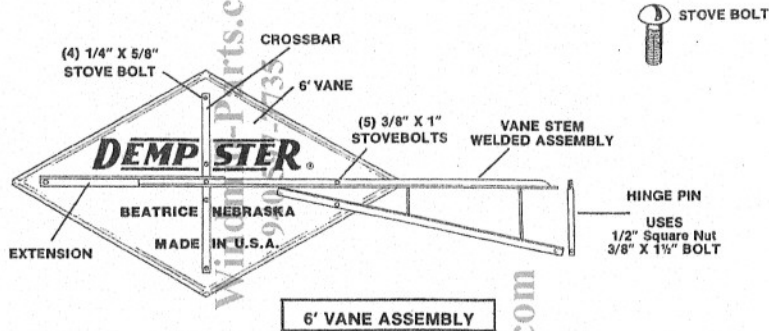 STOVE BOLT
(4) 1/4" X 5/8"
STOVE BOLT
CROSSBAR
6' VANE
(5) 3/8" X 1"
STOVEBOLTS
VANE STEM
WELDED ASSEMBLY
DEMPSTER®
BEATRICE NEBRASKA
MADE IN U.S.A.
EXTENSION
HINGE PIN
USES
1/2" Square Nut
3/8" X 1½" BOLT
6' VANE ASSEMBLY